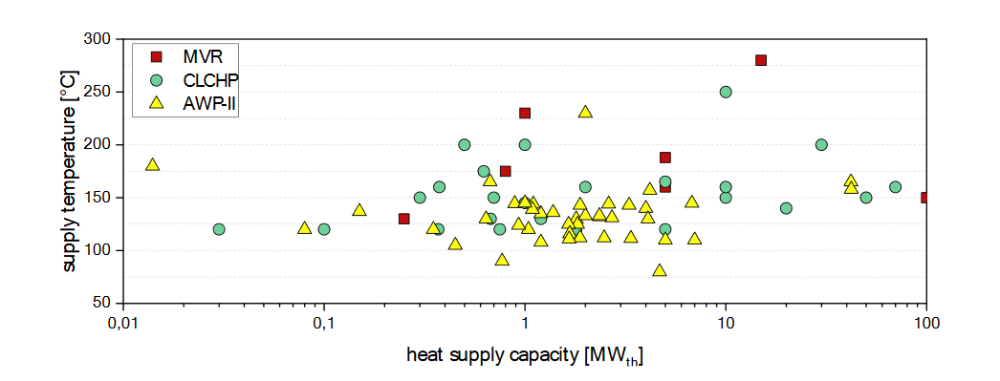 300
250
200
150
100
50
supply temperature [°C]
MVR
CLCHP
AWP-II
0,01
0,1
1
10
100
heat supply capacity [MWth]